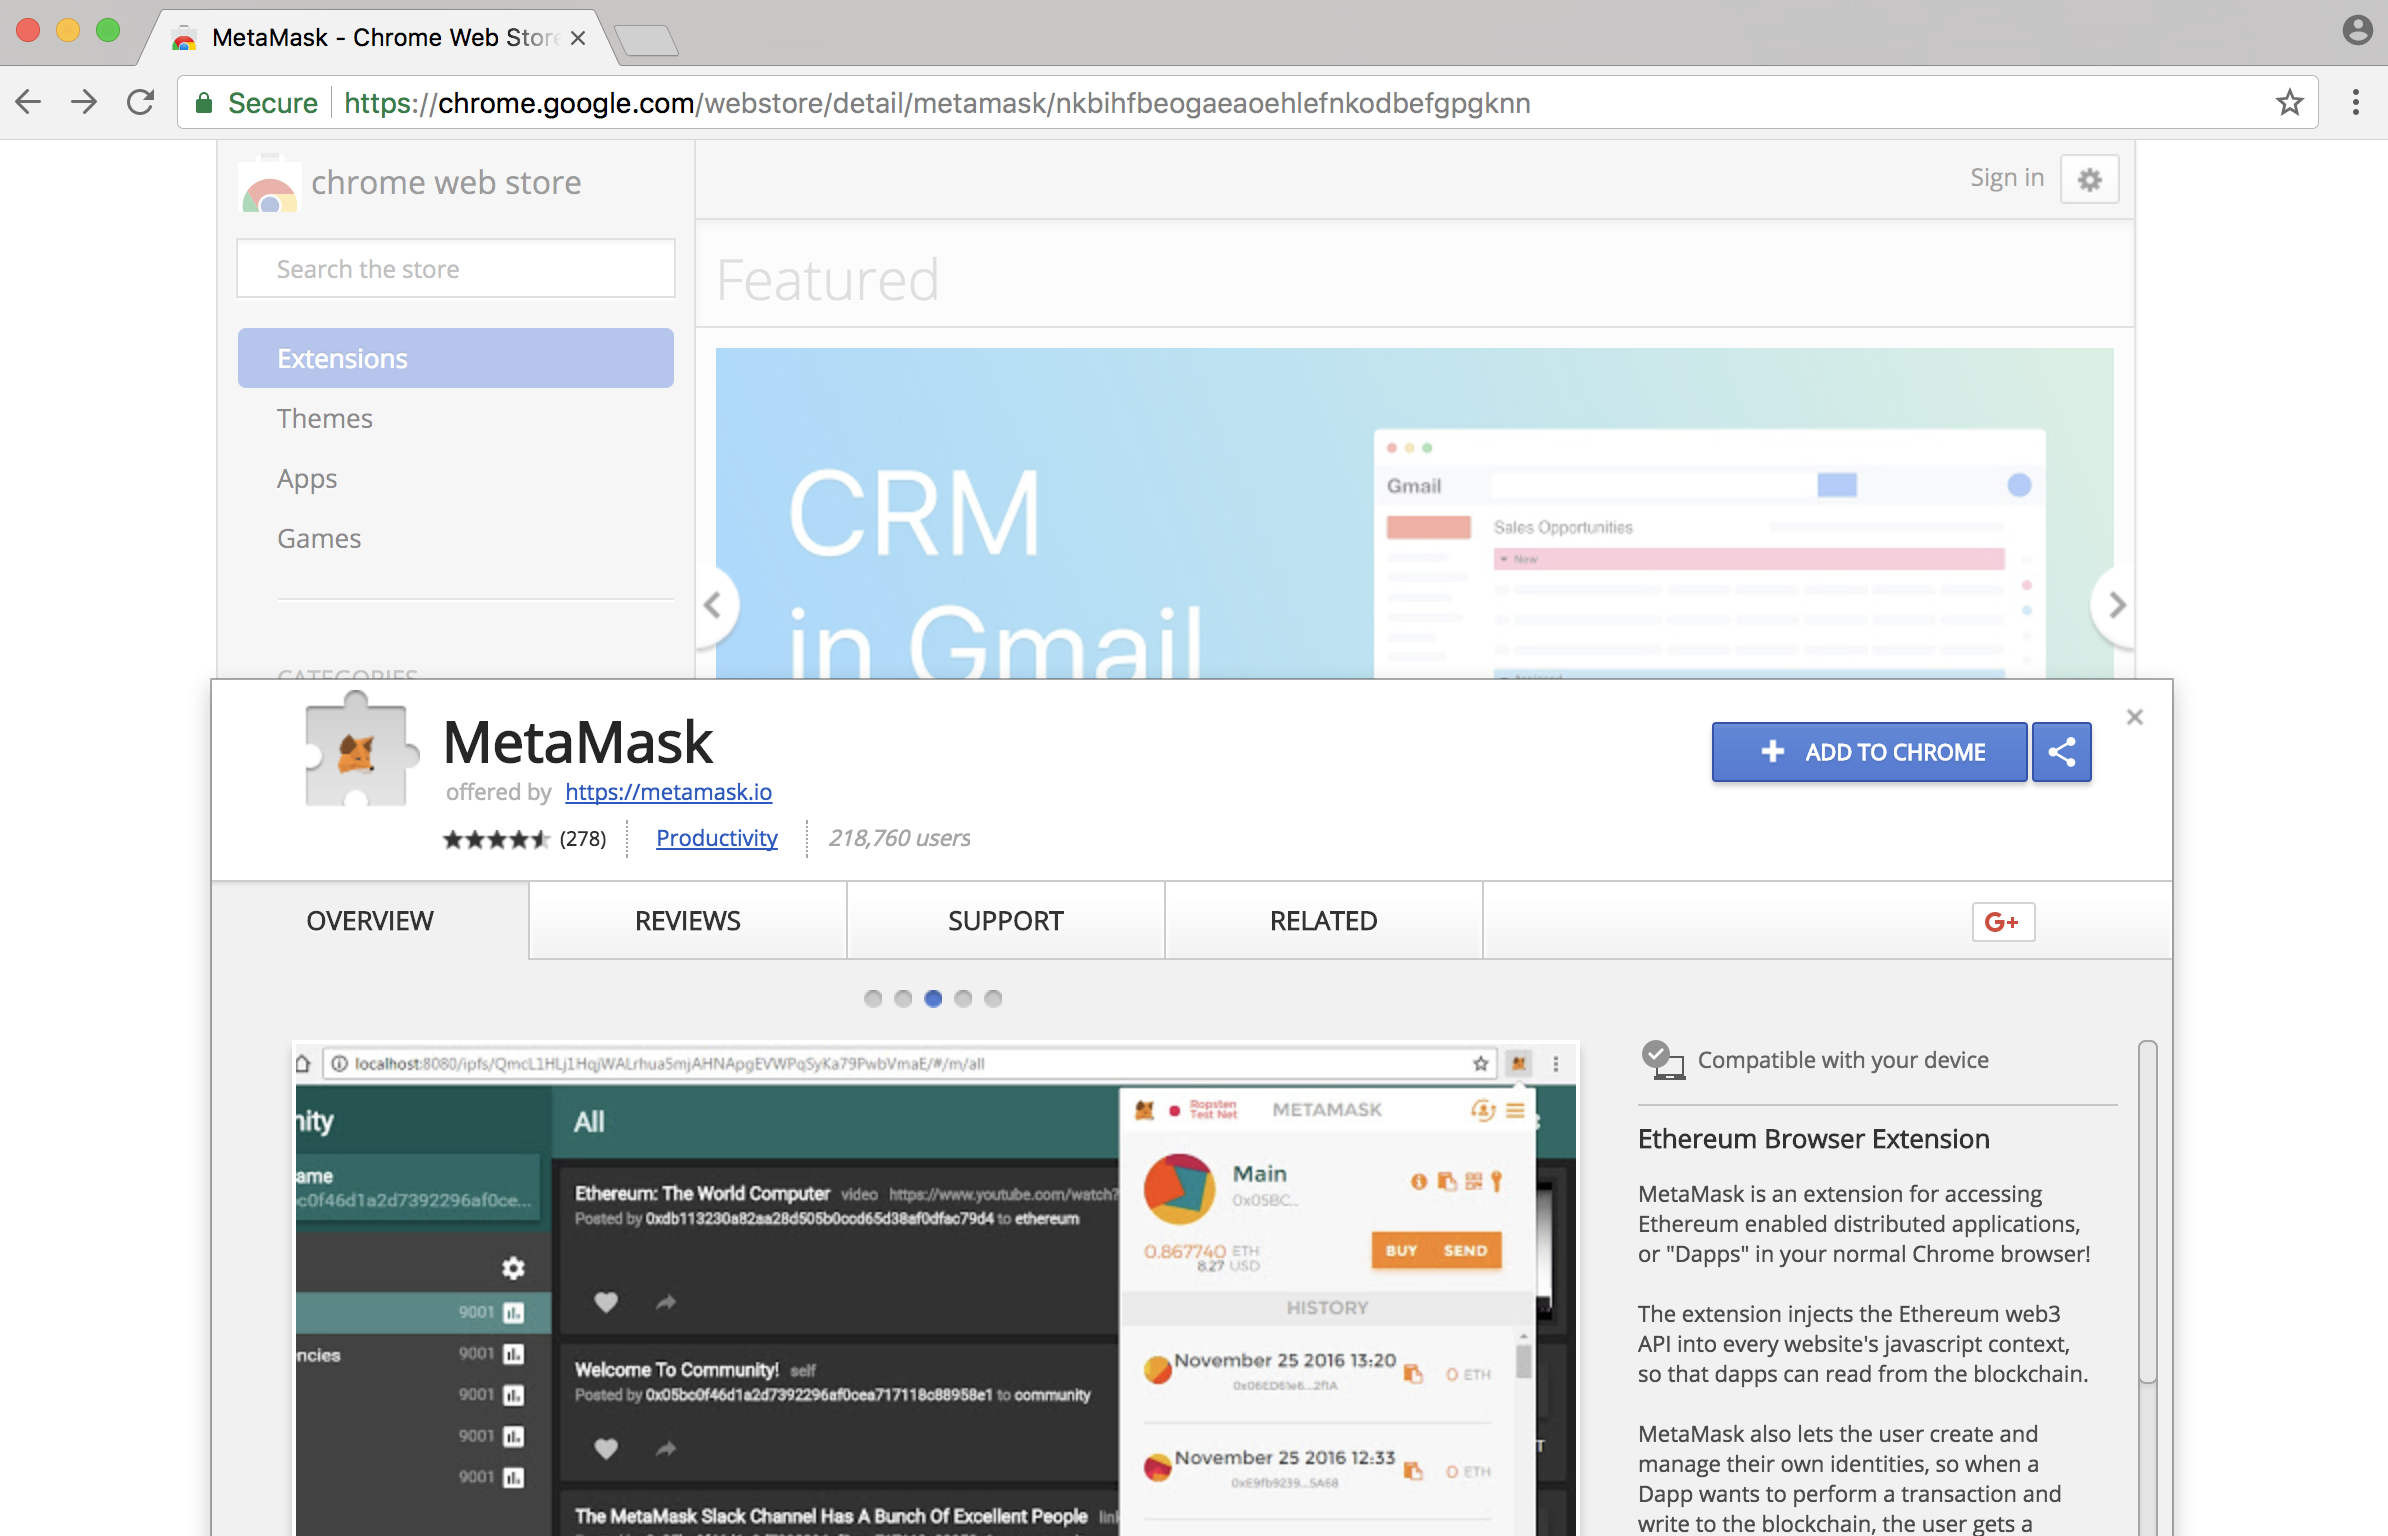 MetaMask - Chrome Web Store
Secure
https://chrome.google.com/webstore/detail/metamask/nkbihfbeogaeaoehlefnkodbefgpgknn
chrome web store
Sign in
Search the store
Featured
Extensions
Themes
Apps
Games
CATEGORIES
CRM
in Gmail
Gmail
Sales Opportunities
New
MetaMask
offered by https://metamask.io
(278)
Productivity
218,760 users
ADD TO CHROME
OVERVIEW
REVIEWS
SUPPORT
RELATED
G+
localhost:8080/ipfs/QmcL1HLj1HqjWALrhua5mjAHNApgEVWPqSyKa79PwbVmaE/#/m/all
nity
All
ame
bc0f46d1a2d7392296af0ce...
9001
ncies
9001
9001
9001
9001
Ethereum: The World Computer video https://www.youtube.com/watch?
Posted by 0xdb113230a82aa28d505b0ccd65d38af0dfac79d4 to ethereum
Welcome To Community! self
Posted by 0x05bc0f46d1a2d7392296af0cea717118c88958e1 to community
The MetaMask Slack Channel Has A Bunch Of Excellent People link
Ropsten
Test Net
METAMASK
Main
0x05BC...
0.867740 ETH
8.27 USD
BUY
SEND
HISTORY
November 25 2016 13:20
0 ETH
November 25 2016 12:33
0xE9fb9239...5A68
0 ETH
Compatible with your device
Ethereum Browser Extension
MetaMask is an extension for accessing
Ethereum enabled distributed applications,
or "Dapps" in your normal Chrome browser!
The extension injects the Ethereum web3
API into every website's javascript context,
so that dapps can read from the blockchain.
MetaMask also lets the user create and
manage their own identities, so when a
Dapp wants to perform a transaction and
write to the blockchain, the user gets a